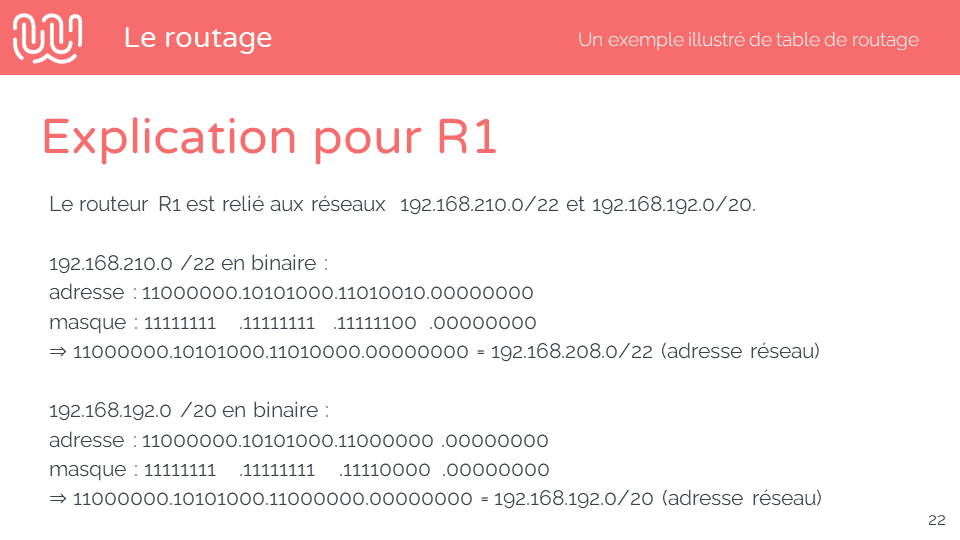 Le routage
Un exemple illustré de table de routage
Explication pour R1
Le routeur R1 est relié aux réseaux 192.168.210.0/22 et 192.168.192.0/20.
192.168.210.0 /22 en binaire :
adresse : 11000000.10101000.11010010.00000000
masque : 11111111 .11111111 .11111100 .00000000
⇒ 11000000.10101000.11010000.00000000 = 192.168.208.0/22 (adresse réseau)
192.168.192.0 /20 en binaire :
adresse : 11000000.10101000.11000000 .00000000
masque : 11111111 .11111111 .11110000 .00000000
⇒ 11000000.10101000.11000000.00000000 = 192.168.192.0/20 (adresse réseau)
22